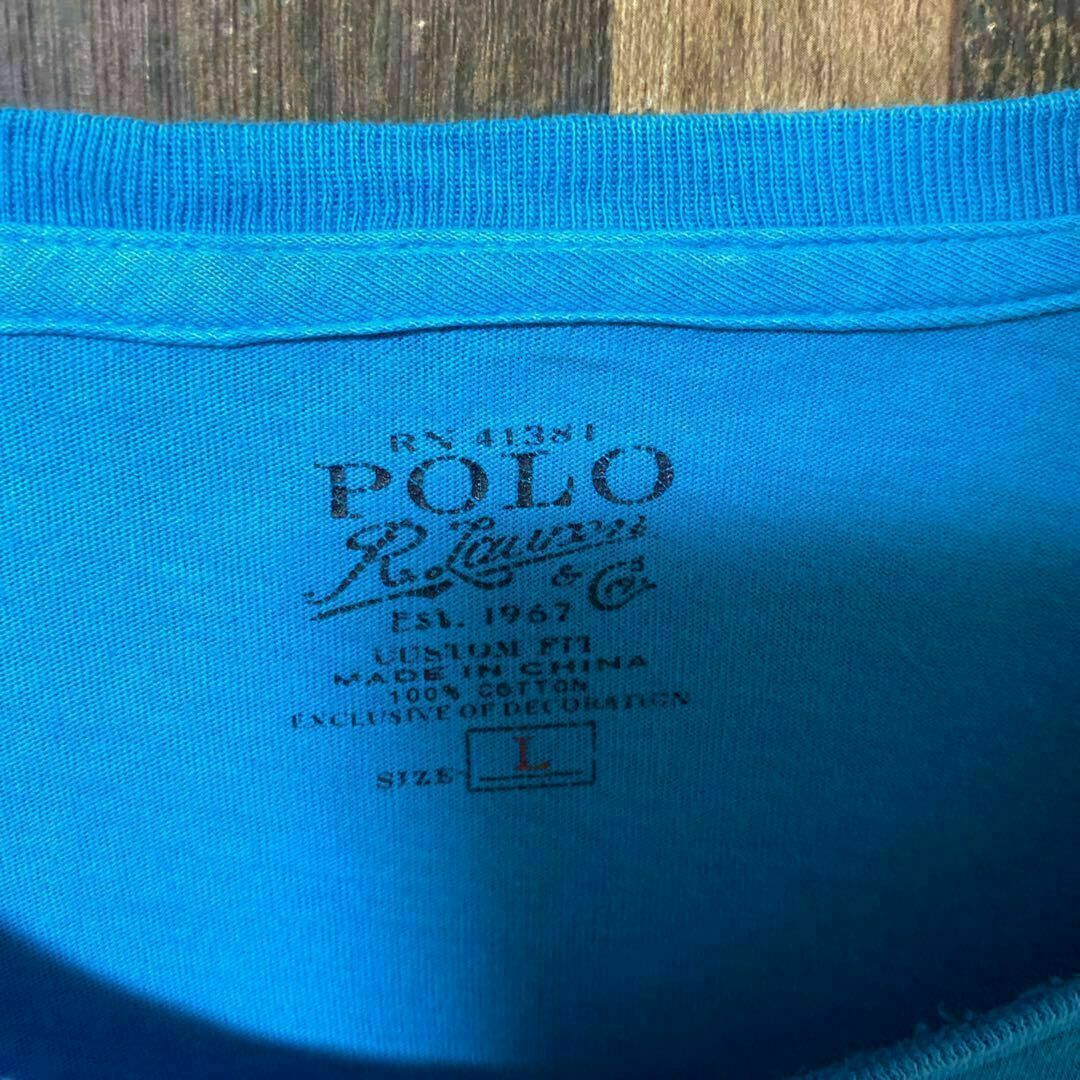 RN 41381
POLO
R. Lauren
& Co's
EST. 1967
CUSTOM FIT
MADE IN CHINA
100% COTTON
EXCLUSIVE OF DECORATION
SIZE L